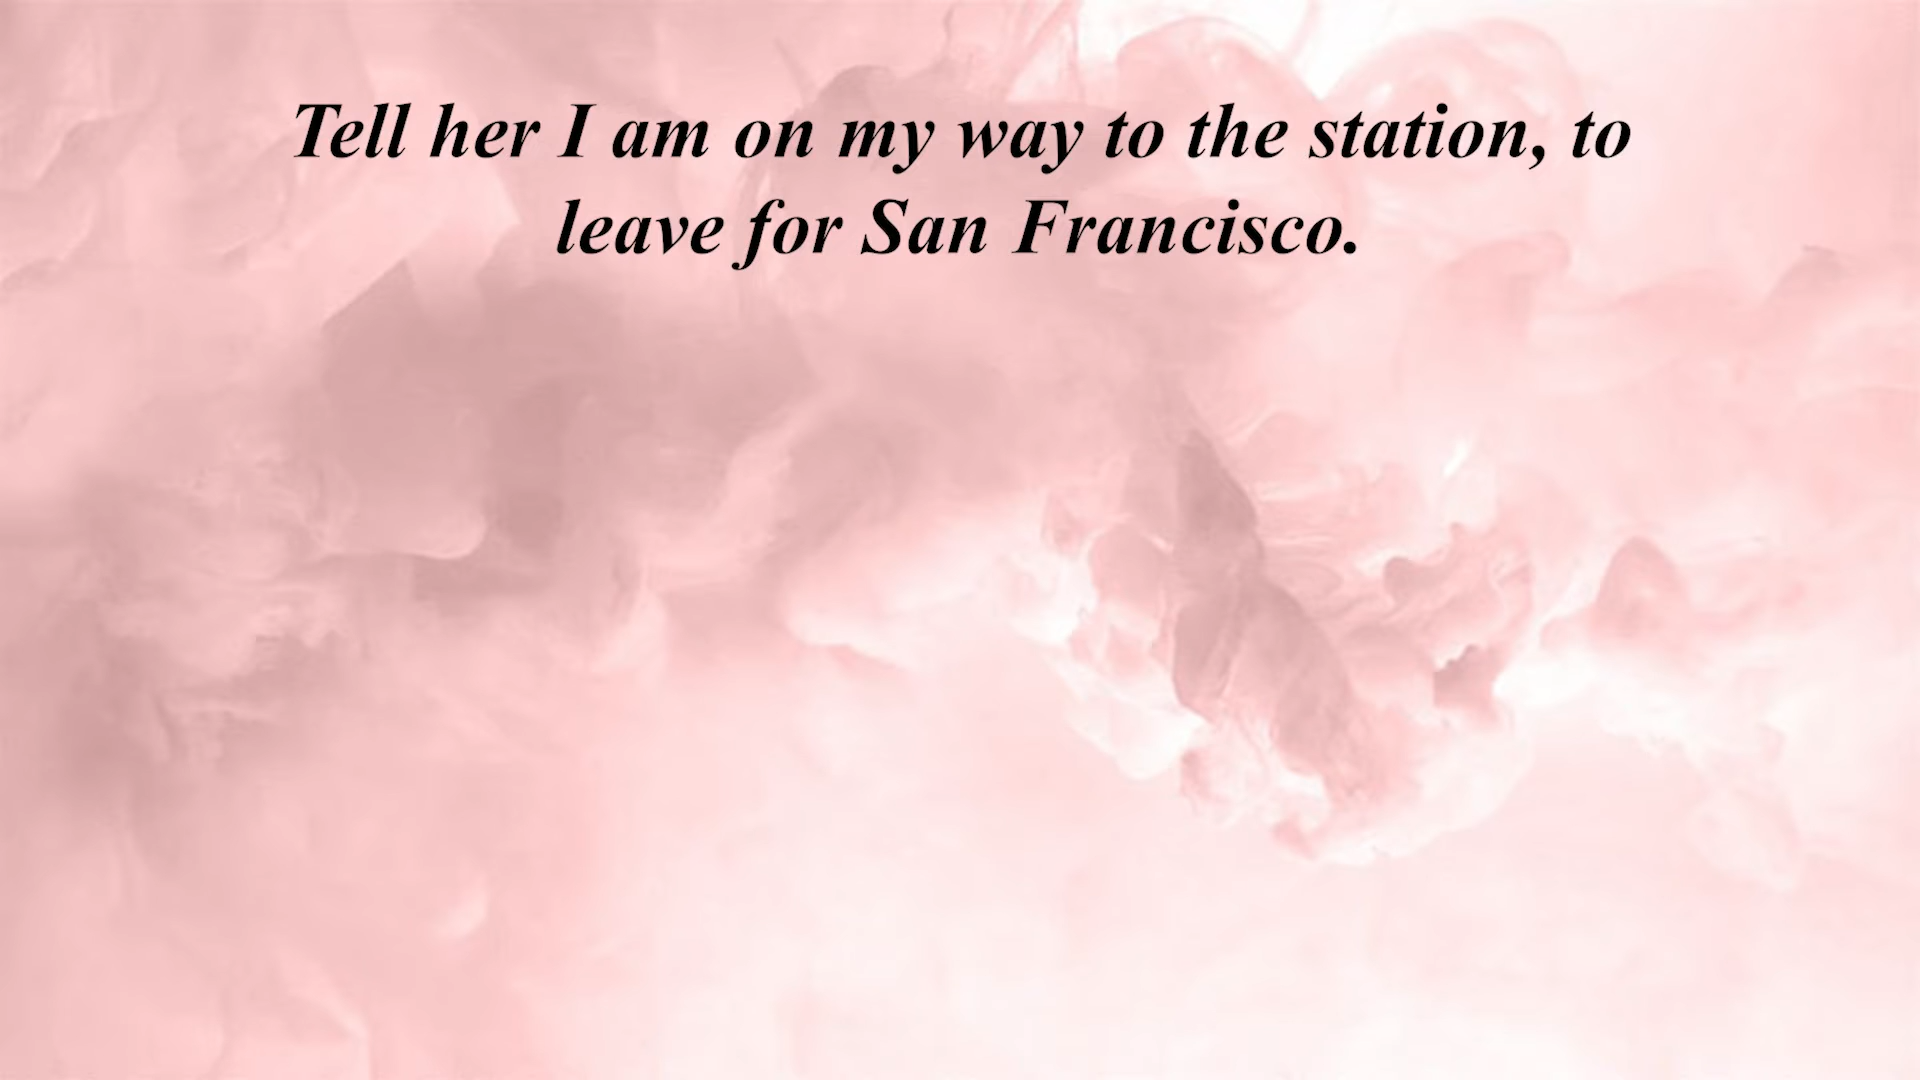 Tell her I am on my way to the station, to
leave for San Francisco.